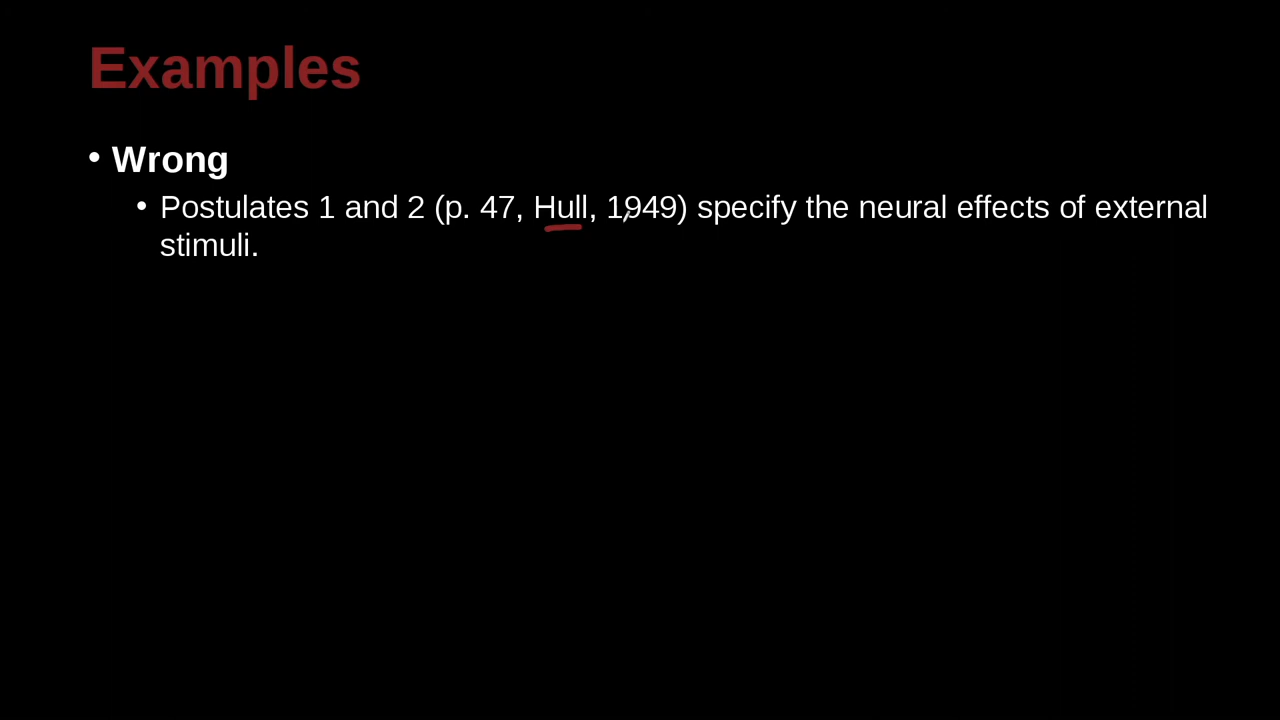 Examples
• Wrong
• Postulates 1 and 2 (p. 47, Hull, 1949) specify the neural effects of external
stimuli.